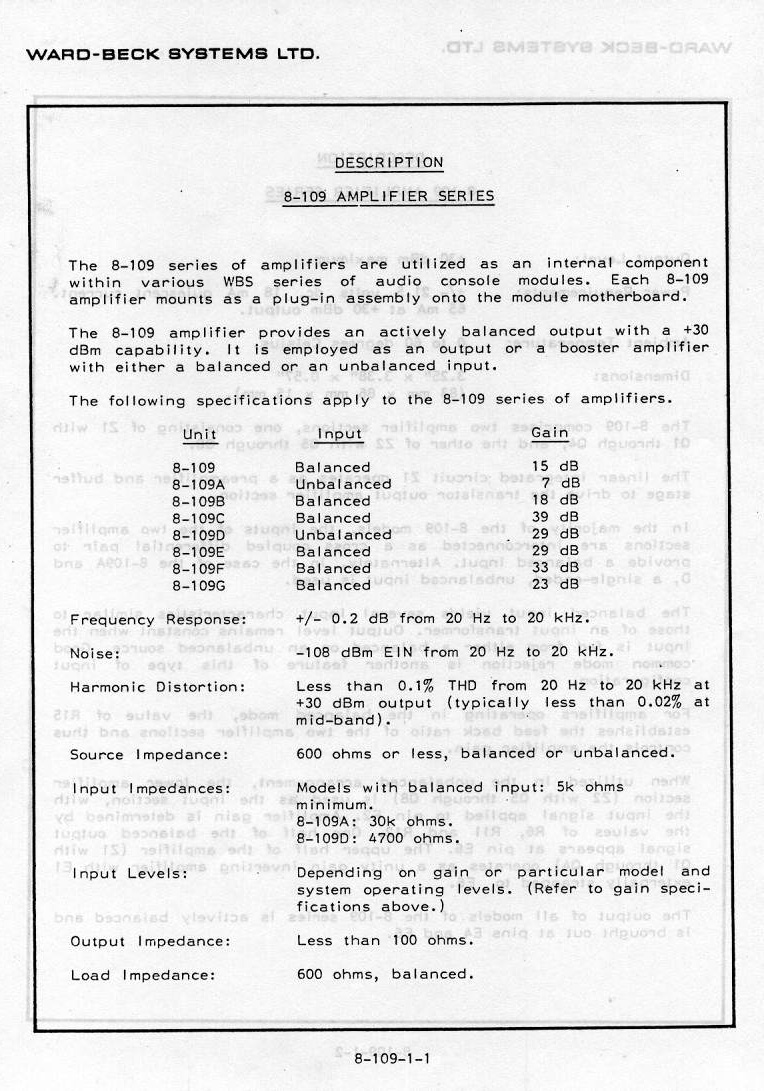 WARD-BECK SYSTEMS LTD.
DESCRIPTION
8-109 AMPLIFIER SERIES
The 8-109 series of amplifiers are utilized as an internal component
within various WBS series of audio console modules. Each 8-109
amplifier mounts as a plug-in assembly onto the module motherboard.
The 8-109 amplifier provides an actively balanced output with a +30
dBm capability. It is employed as an output or a booster amplifier
with either a balanced or an unbalanced input.
The following specifications apply to the 8-109 series of amplifiers.
Unit Input Gain
8-109 Balanced 15 dB
8-109A Unbalanced 7 dB
8-109B Balanced 18 dB
8-109C Balanced 39 dB
8-109D Unbalanced 29 dB
8-109E Balanced 29 dB
8-109F Balanced 33 dB
8-109G Balanced 23 dB
Frequency Response: +/- 0.2 dB from 20 Hz to 20 kHz.
Noise: -108 dBm EIN from 20 Hz to 20 kHz.
Harmonic Distortion: Less than 0.1% THD from 20 Hz to 20 kHz at
+30 dBm output (typically less than 0.02% at
mid-band).
Source Impedance: 600 ohms or less, balanced or unbalanced.
Input Impedances: Models with balanced input: 5k ohms
minimum.
8-109A: 30k ohms.
8-109D: 4700 ohms.
Input Levels: Depending on gain or particular model and
system operating levels. (Refer to gain speci-
fications above.)
Output Impedance: Less than 100 ohms.
Load Impedance: 600 ohms, balanced.
8-109-1-1